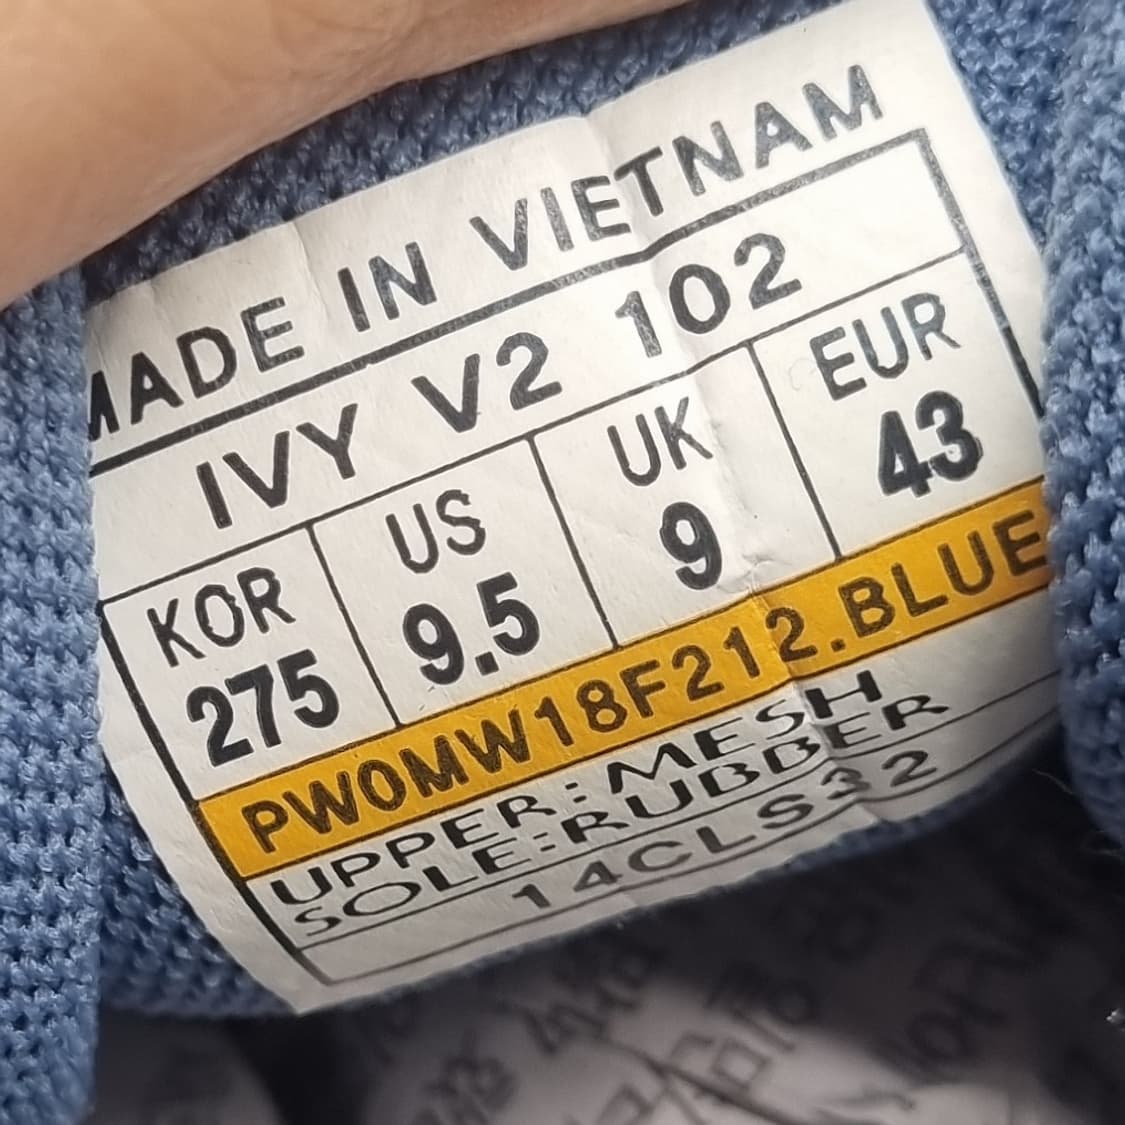 MADE IN VIETNAM
IVY V2 102
KOR US UK EUR
275 9.5 9 43
PWOMW18F212.BLUE
UPPER:MESH
SOLE:RUBBER
14CLS32